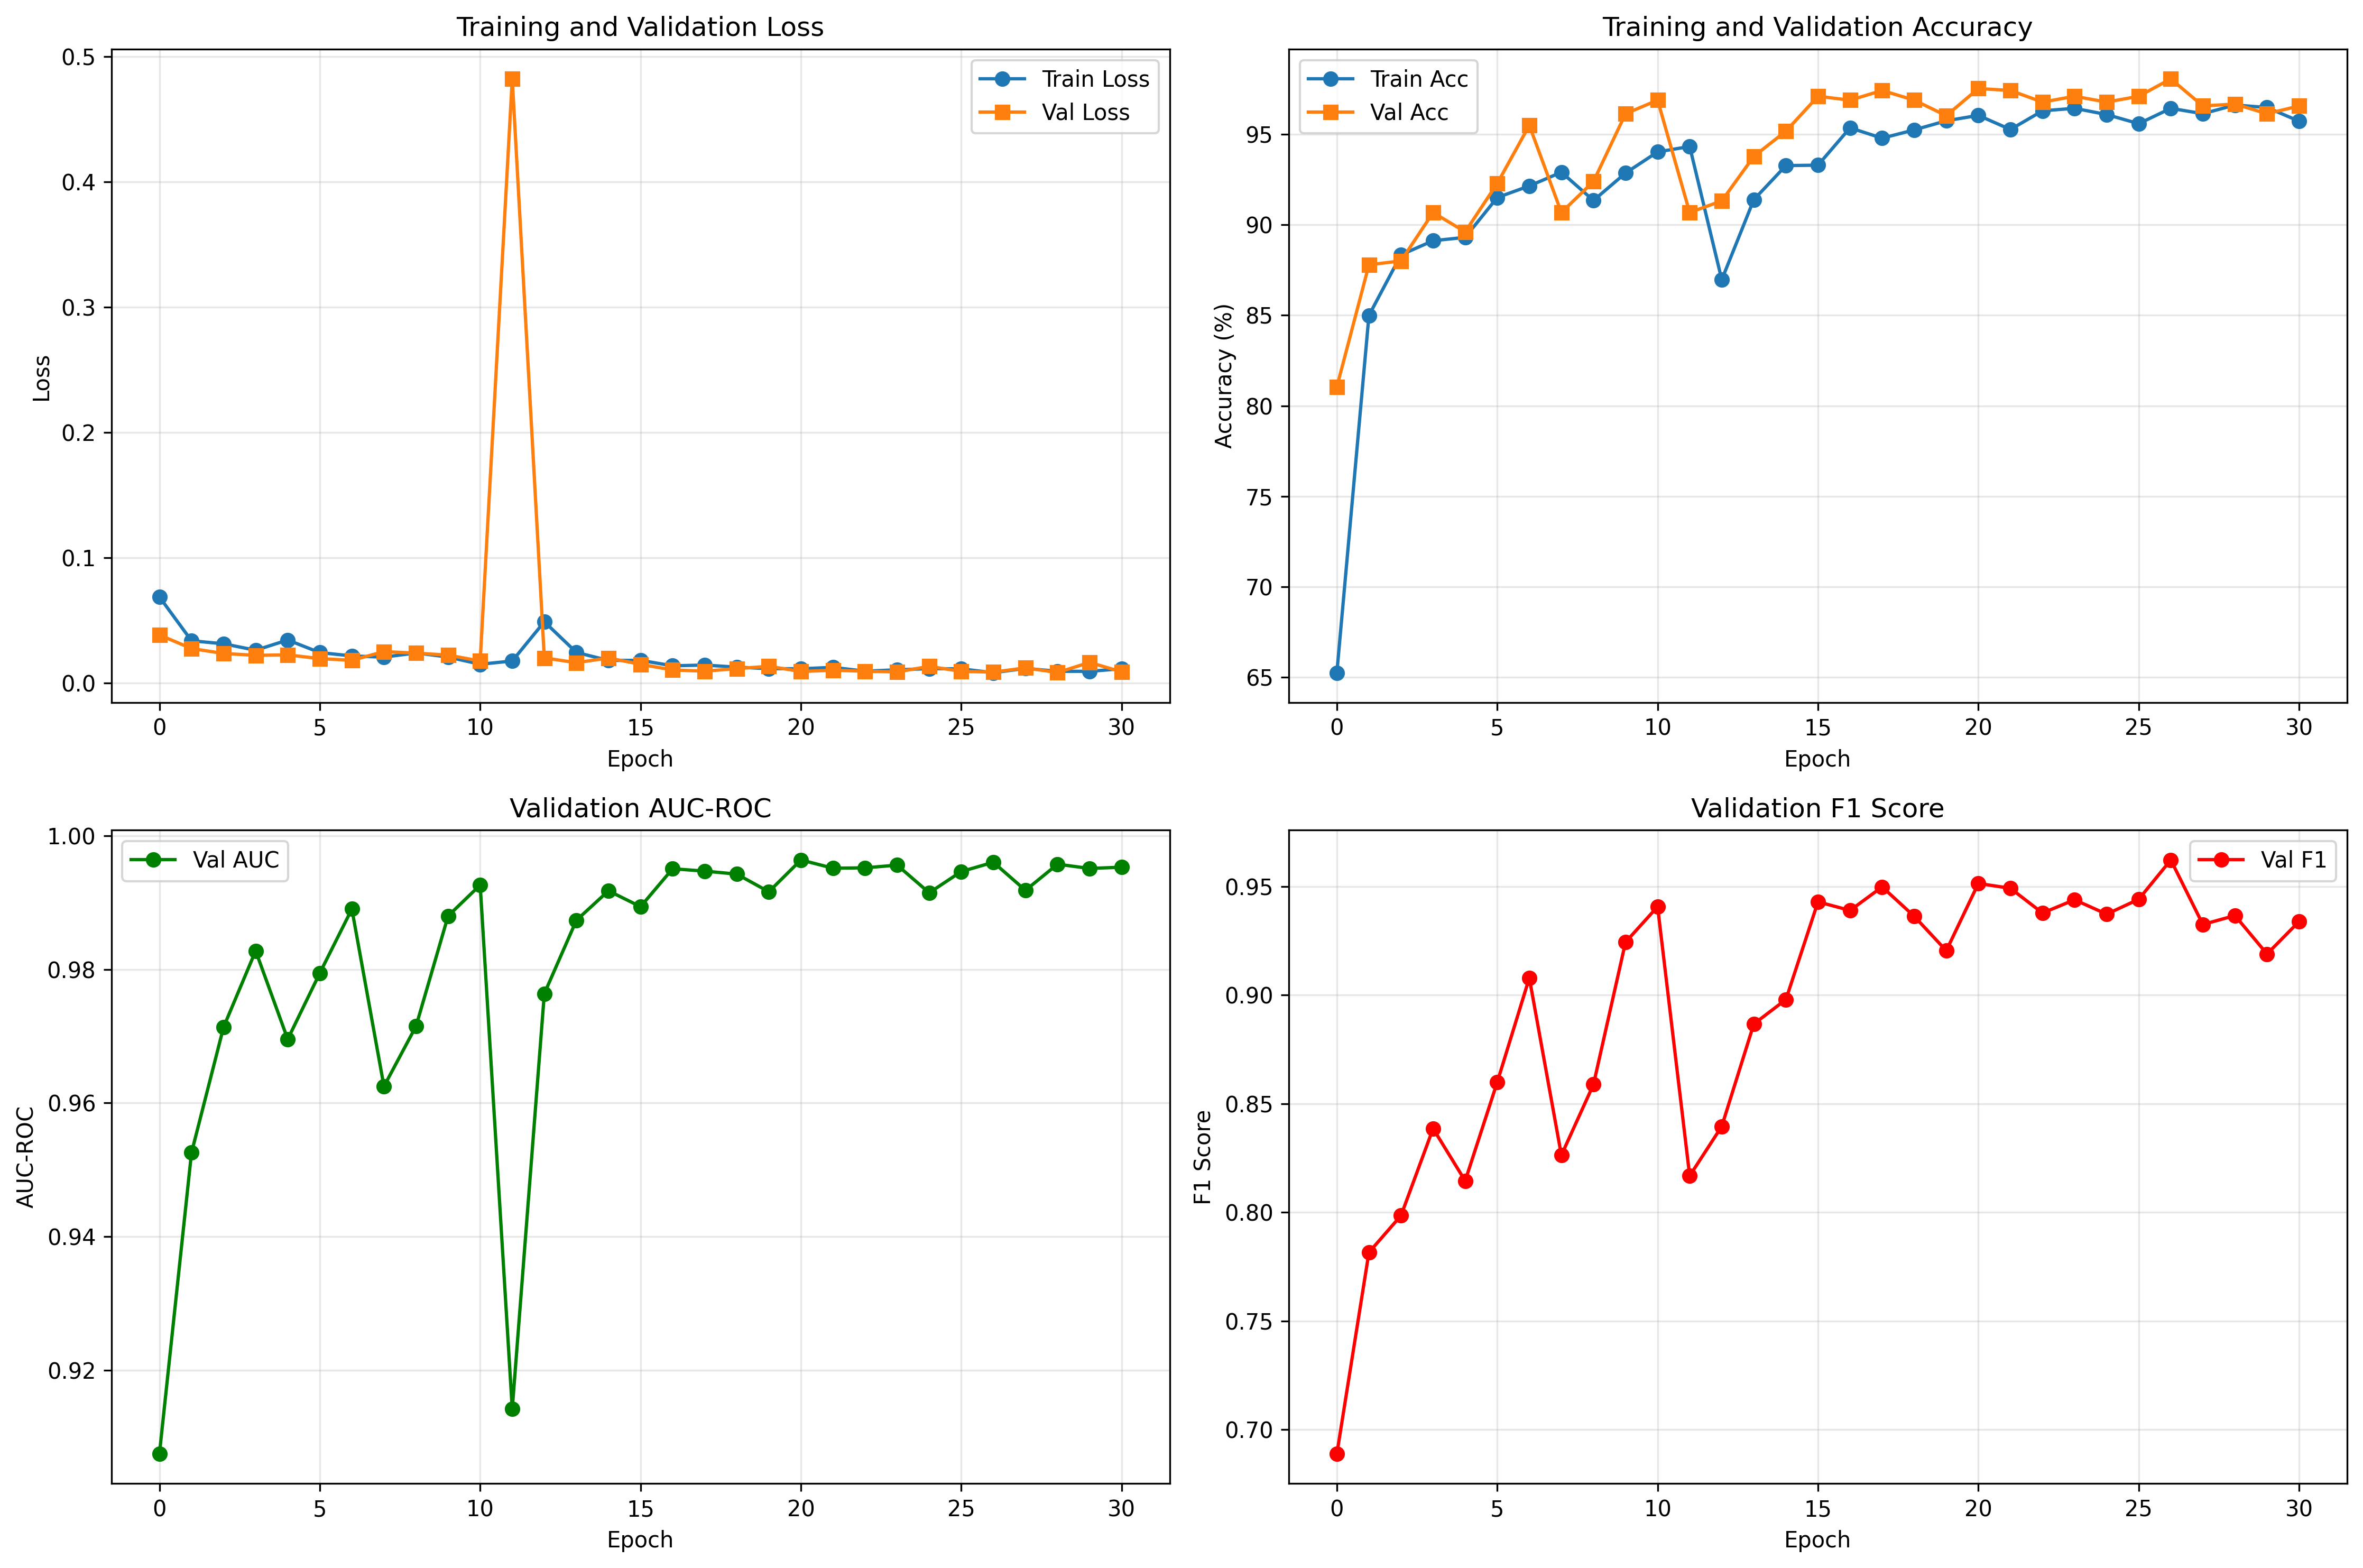 Training and Validation Loss
0.5
0.4
0.3
0.2
0.1
0.0
Loss
Train Loss
Val Loss
0 5 10 15 20 25 30
Epoch
Training and Validation Accuracy
95
90
85
80
75
70
65
Accuracy (%)
Train Acc
Val Acc
0 5 10 15 20 25 30
Epoch
Validation AUC-ROC
1.00
0.98
0.96
0.94
0.92
AUC-ROC
Val AUC
0 5 10 15 20 25 30
Epoch
Validation F1 Score
0.95
0.90
0.85
0.80
0.75
0.70
F1 Score
Val F1
0 5 10 15 20 25 30
Epoch